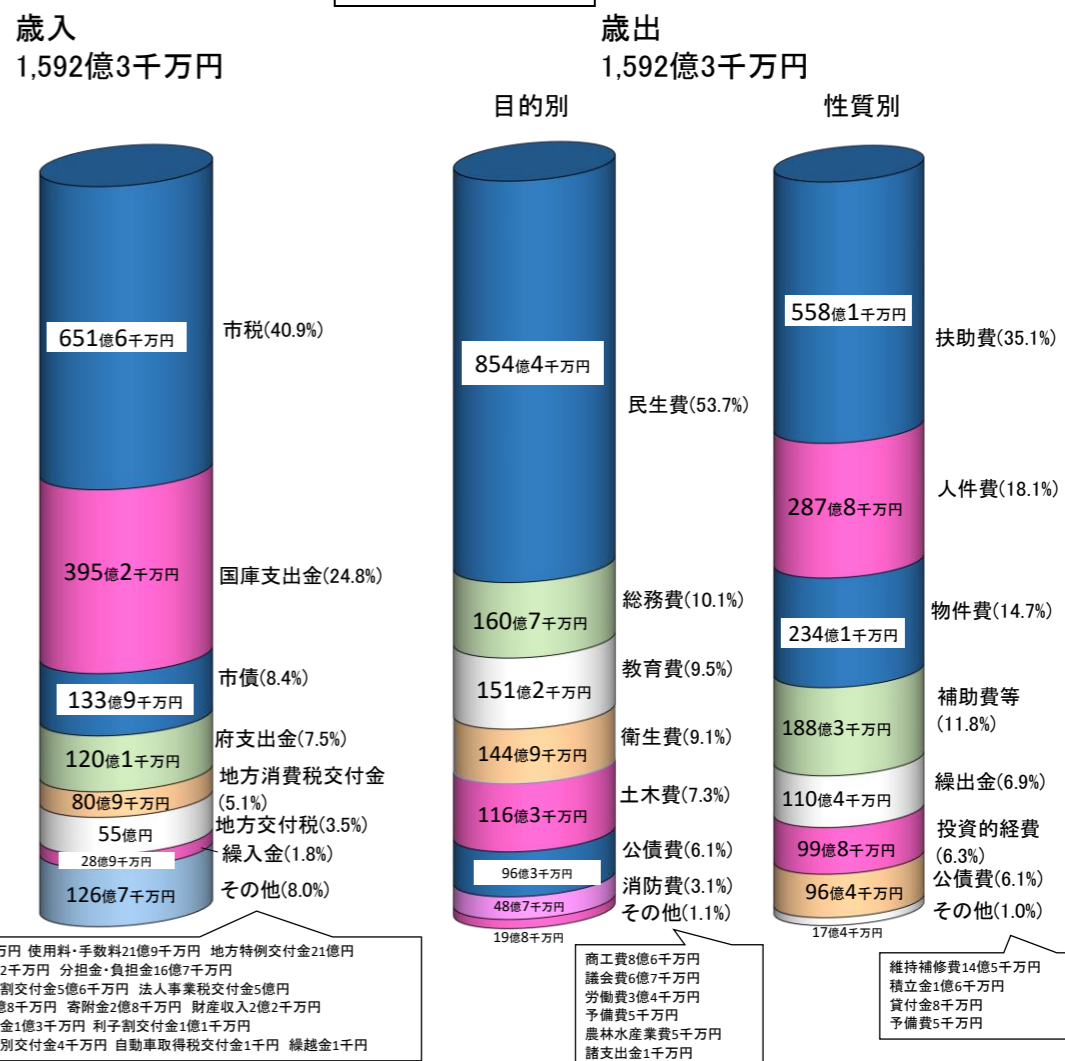 歳入
1,592億3千万円
651億6千万円
市税(40.9%)
395億2千万円
国庫支出金(24.8%)
133億9千万円
市債(8.4%)
120億1千万円
府支出金(7.5%)
80億9千万円
地方消費税交付金
(5.1%)
55億円
地方交付税(3.5%)
28億9千万円
繰入金(1.8%)
126億7千万円
その他(8.0%)
万円 使用料・手数料21億9千万円 地方特例交付金21億円
2千万円 分担金・負担金16億7千万円
割交付金5億6千万円 法人事業税交付金5億円
億8千万円 寄附金2億8千万円 財産収入2億2千万円
金1億3千万円 利子割交付金1億1千万円
別交付金4千万円 自動車取得税交付金1千円 繰越金1千円
歳出
1,592億3千万円
目的別
854億4千万円
民生費(53.7%)
160億7千万円
総務費(10.1%)
151億2千万円
教育費(9.5%)
144億9千万円
衛生費(9.1%)
116億3千万円
土木費(7.3%)
96億3千万円
公債費(6.1%)
48億7千万円
消防費(3.1%)
19億8千万円
その他(1.1%)
商工費8億6千万円
議会費6億7千万円
労働費3億4千万円
予備費5千万円
農林水産業費5千万円
諸支出金1千万円
性質別
558億1千万円
扶助費(35.1%)
287億8千万円
人件費(18.1%)
234億1千万円
物件費(14.7%)
188億3千万円
補助費等
(11.8%)
110億4千万円
繰出金(6.9%)
99億8千万円
投資的経費
(6.3%)
96億4千万円
公債費(6.1%)
17億4千万円
その他(1.0%)
維持補修費14億5千万円
積立金1億6千万円
貸付金8千万円
予備費5千万円